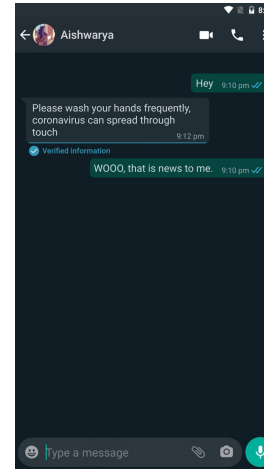 8:
Aishwarya
Hey 9:10 pm
Please wash your hands frequently,
coronavirus can spread through
touch
9:12 pm
Verified information
WOOO, that is news to me. 9:10 pm
Type a message